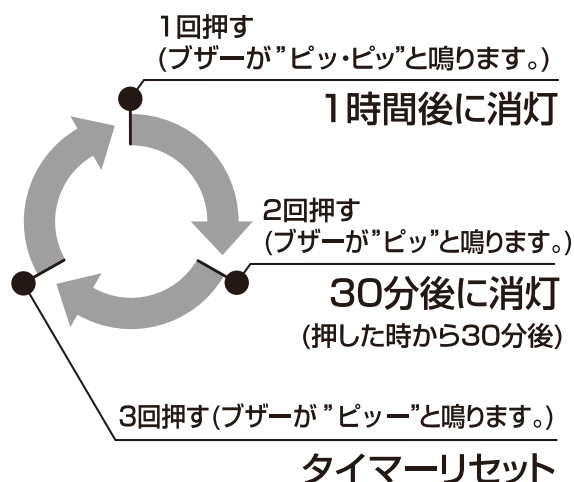 1回押す
(ブザーが”ピッ・ピッ”と鳴ります。)
1時間後に消灯
2回押す
(ブザーが”ピッ”と鳴ります。)
30分後に消灯
(押した時から30分後)
3回押す(ブザーが”ピッー”と鳴ります。)
タイマーリセット